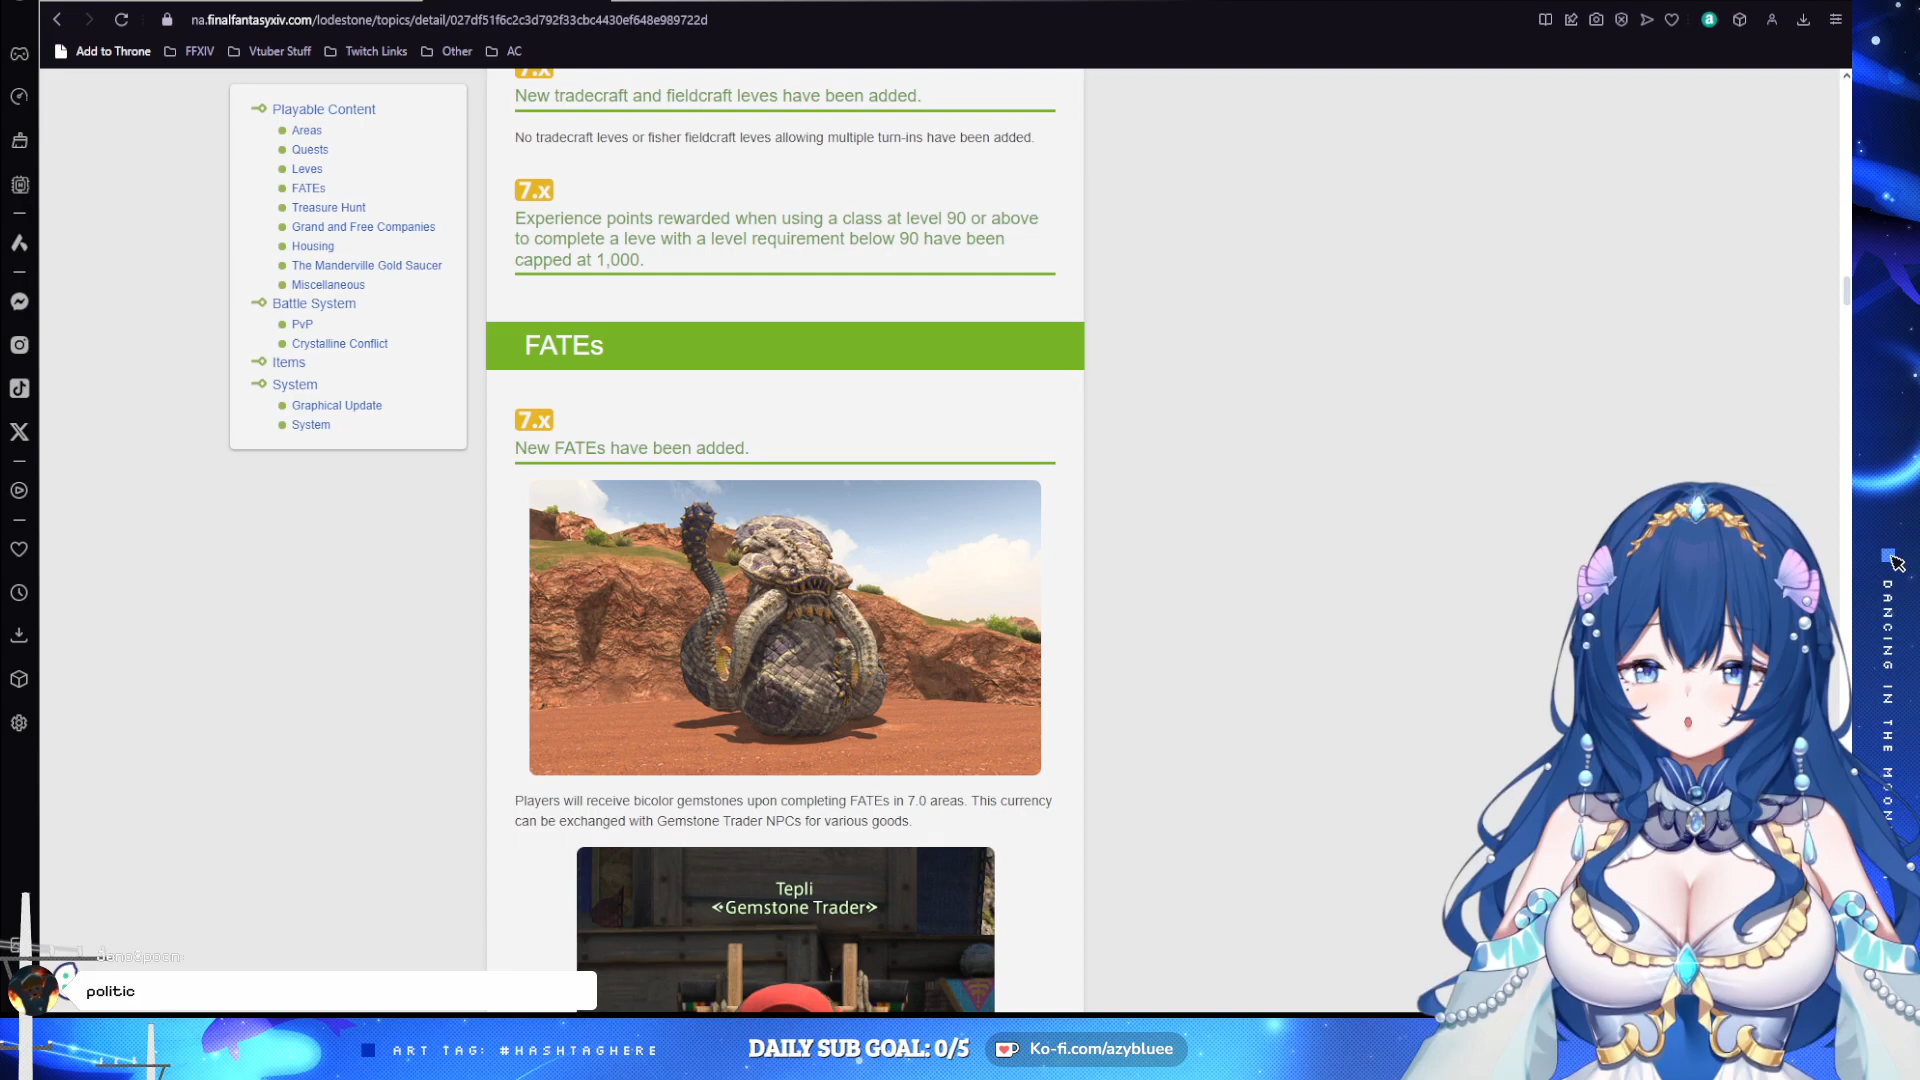 na.finalfantasyxiv.com/lodestone/topics/detail/027df51f6c2c3d792f33cbc4430ef648e989722d
Add to Throne
FFXIV
Vtuber Stuff
Twitch Links
Other
AC
Playable Content
Areas
Quests
Leves
FATEs
Treasure Hunt
Grand and Free Companies
Housing
The Manderville Gold Saucer
Miscellaneous
Battle System
PvP
Crystalline Conflict
Items
System
Graphical Update
System
7.x
New tradecraft and fieldcraft leves have been added.
No tradecraft leves or fisher fieldcraft leves allowing multiple turn-ins have been added.
7.x
Experience points rewarded when using a class at level 90 or above
to complete a leve with a level requirement below 90 have been
capped at 1,000.
FATEs
7.x
New FATEs have been added.
Players will receive bicolor gemstones upon completing FATEs in 7.0 areas. This currency
can be exchanged with Gemstone Trader NPCs for various goods.
Tepli
<Gemstone Trader>
politic
ART TAG: #HASHTAGHERE
DAILY SUB GOAL: 0/5
Ko-fi.com/azybluee
DANCING IN THE MOON